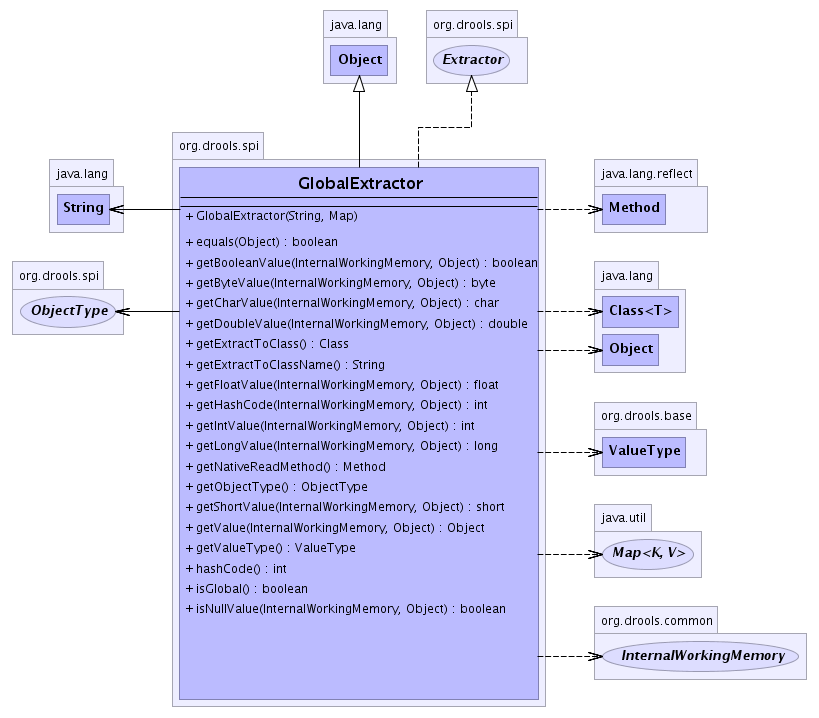 java.lang
Object
org.drools.spi
Extractor
org.drools.spi
GlobalExtractor
+ GlobalExtractor(String, Map)
+ equals(Object) : boolean
+ getBooleanValue(InternalWorkingMemory, Object) : boolean
+ getByteValue(InternalWorkingMemory, Object) : byte
+ getCharValue(InternalWorkingMemory, Object) : char
+ getDoubleValue(InternalWorkingMemory, Object) : double
+ getExtractToClass() : Class
+ getExtractToClassName() : String
+ getFloatValue(InternalWorkingMemory, Object) : float
+ getHashCode(InternalWorkingMemory, Object) : int
+ getIntValue(InternalWorkingMemory, Object) : int
+ getLongValue(InternalWorkingMemory, Object) : long
+ getNativeReadMethod() : Method
+ getObjectType() : ObjectType
+ getShortValue(InternalWorkingMemory, Object) : short
+ getValue(InternalWorkingMemory, Object) : Object
+ getValueType() : ValueType
+ hashCode() : int
+ isGlobal() : boolean
+ isNullValue(InternalWorkingMemory, Object) : boolean
java.lang
String
org.drools.spi
ObjectType
java.lang.reflect
Method
java.lang
Class<T>
Object
org.drools.base
ValueType
java.util
Map<K, V>
org.drools.common
InternalWorkingMemory